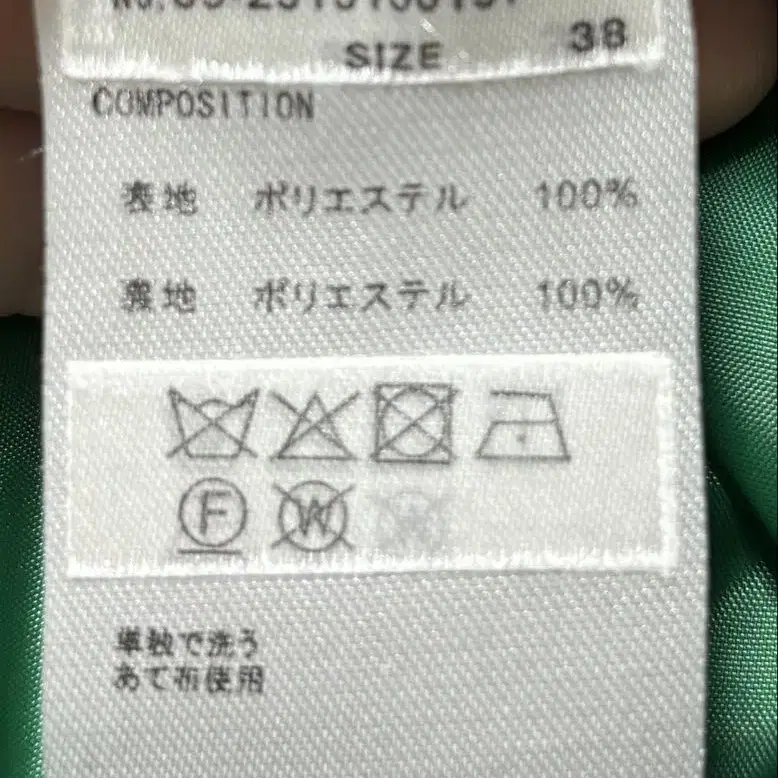 SIZE 38
COMPOSITION
表地 ポリエステル 100%
裏地 ポリエステル 100%
F W
単独で洗う
あて布使用